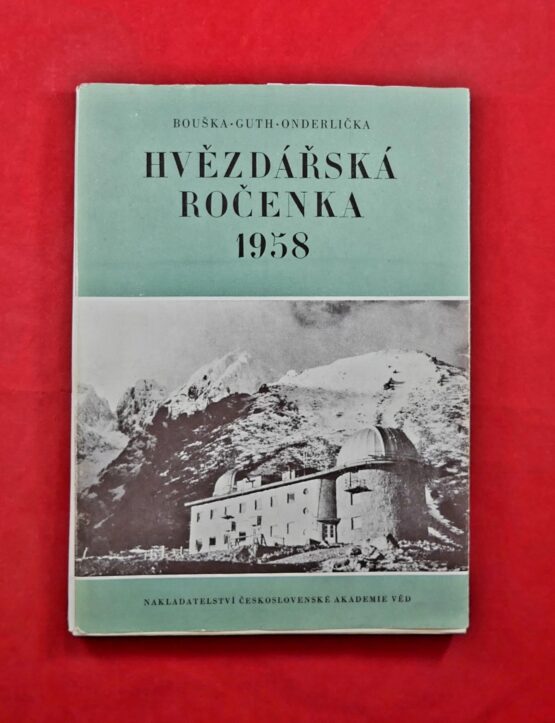 BOUŠKA·GUTH·ONDERLIČKA
HVĚZDÁŘSKÁ
ROČENKA
1958
NAKLADATELSTVÍ ČESKOSLOVENSKÉ AKADEMIE VĚD